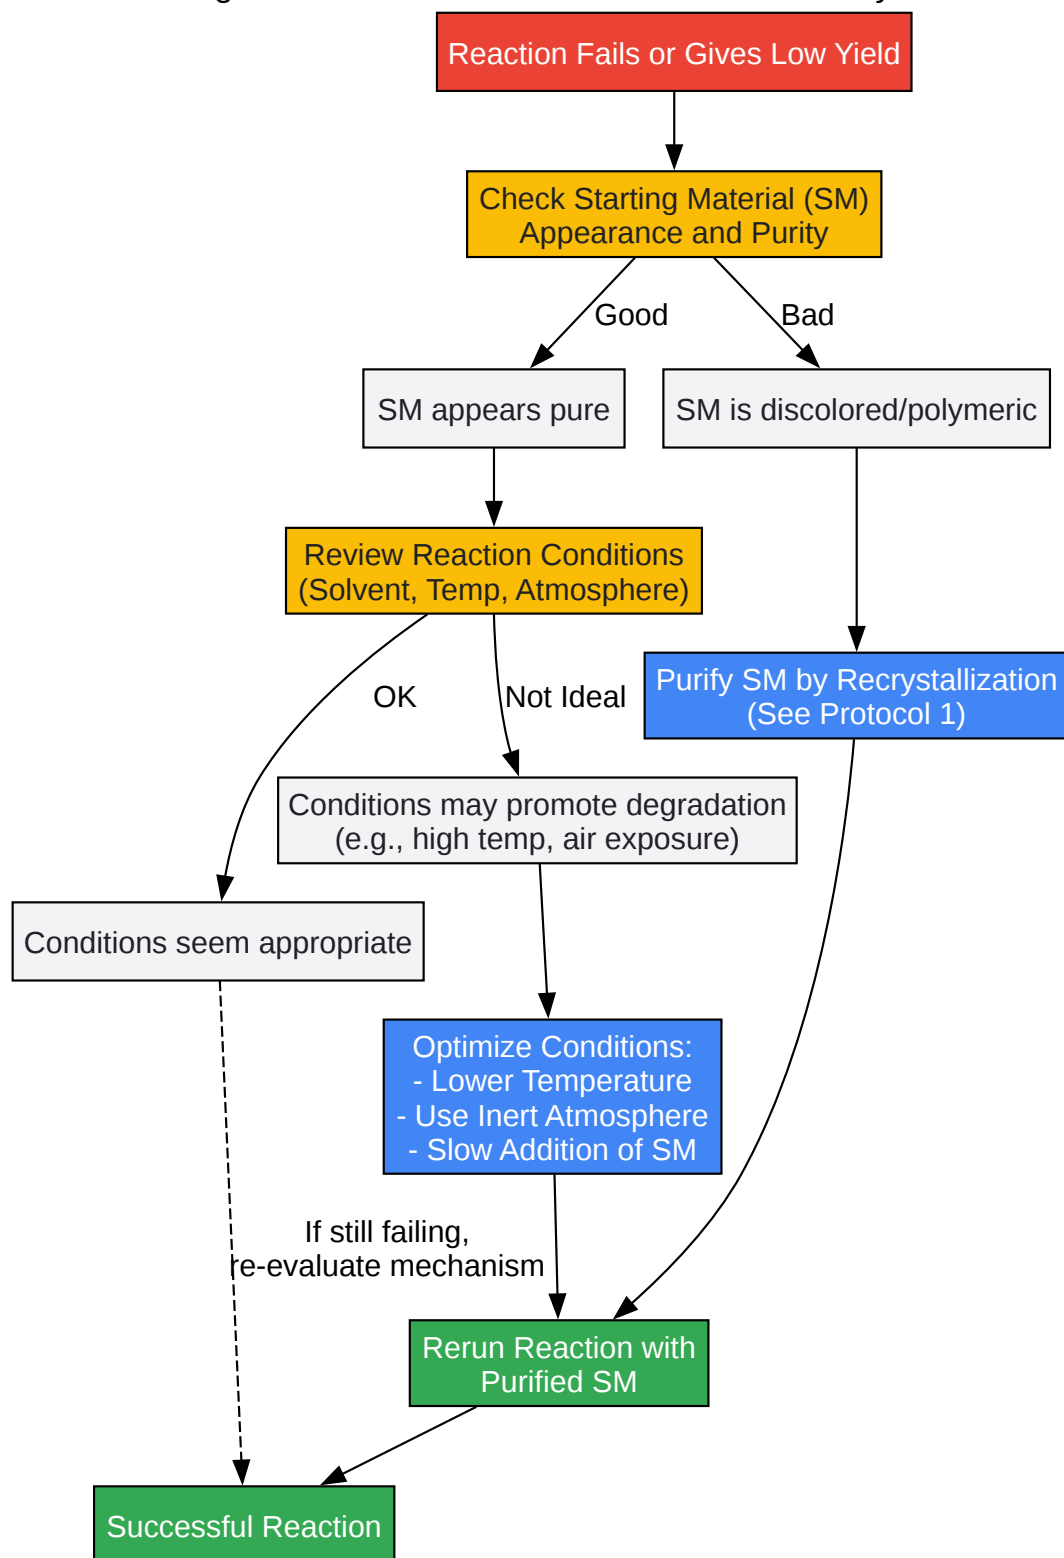 Reaction Fails or Gives Low Yield
Check Starting Material (SM)
Appearance and Purity
Good
Bad
SM appears pure
SM is discolored/polymeric
Review Reaction Conditions
(Solvent, Temp, Atmosphere)
OK
Not Ideal
Purify SM by Recrystallization
(See Protocol 1)
Conditions may promote degradation
(e.g., high temp, air exposure)
Conditions seem appropriate
Optimize Conditions:
- Lower Temperature
- Use Inert Atmosphere
- Slow Addition of SM
If still failing,
re-evaluate mechanism
Rerun Reaction with
Purified SM
Successful Reaction